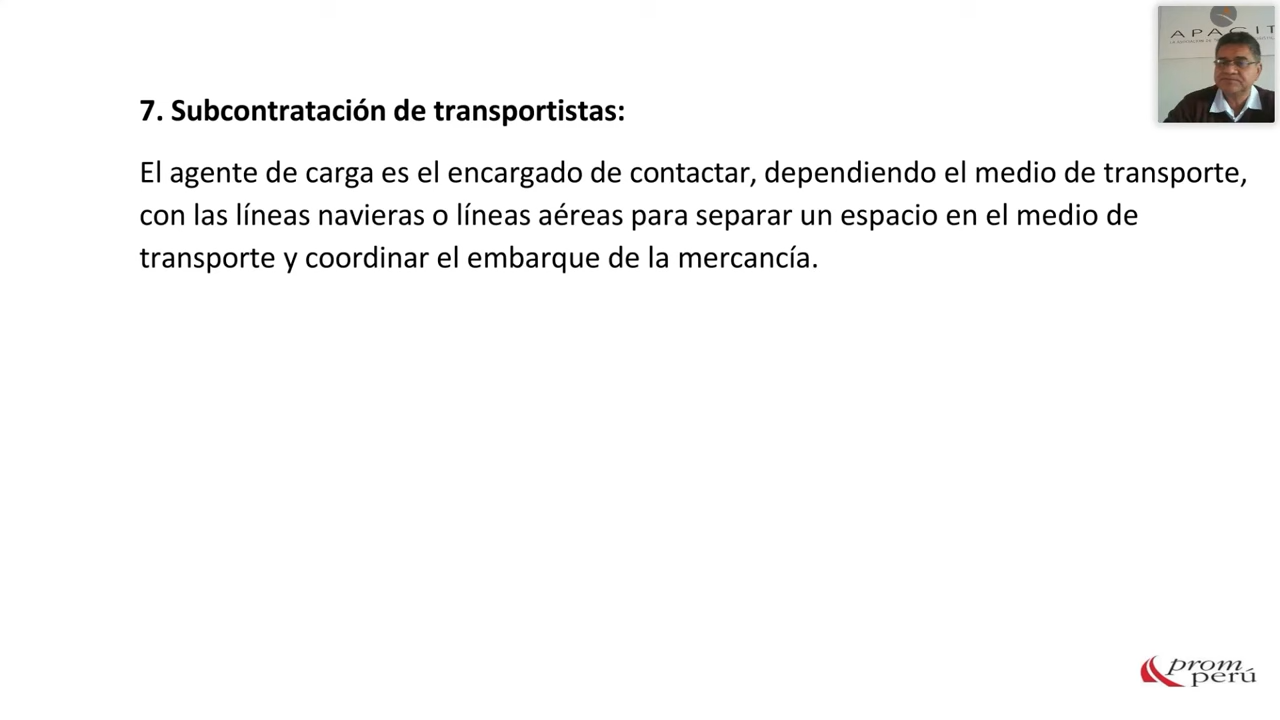 APACIT
7. Subcontratación de transportistas:
El agente de carga es el encargado de contactar, dependiendo el medio de transporte,
con las líneas navieras o líneas aéreas para separar un espacio en el medio de
transporte y coordinar el embarque de la mercancía.
prom
perú